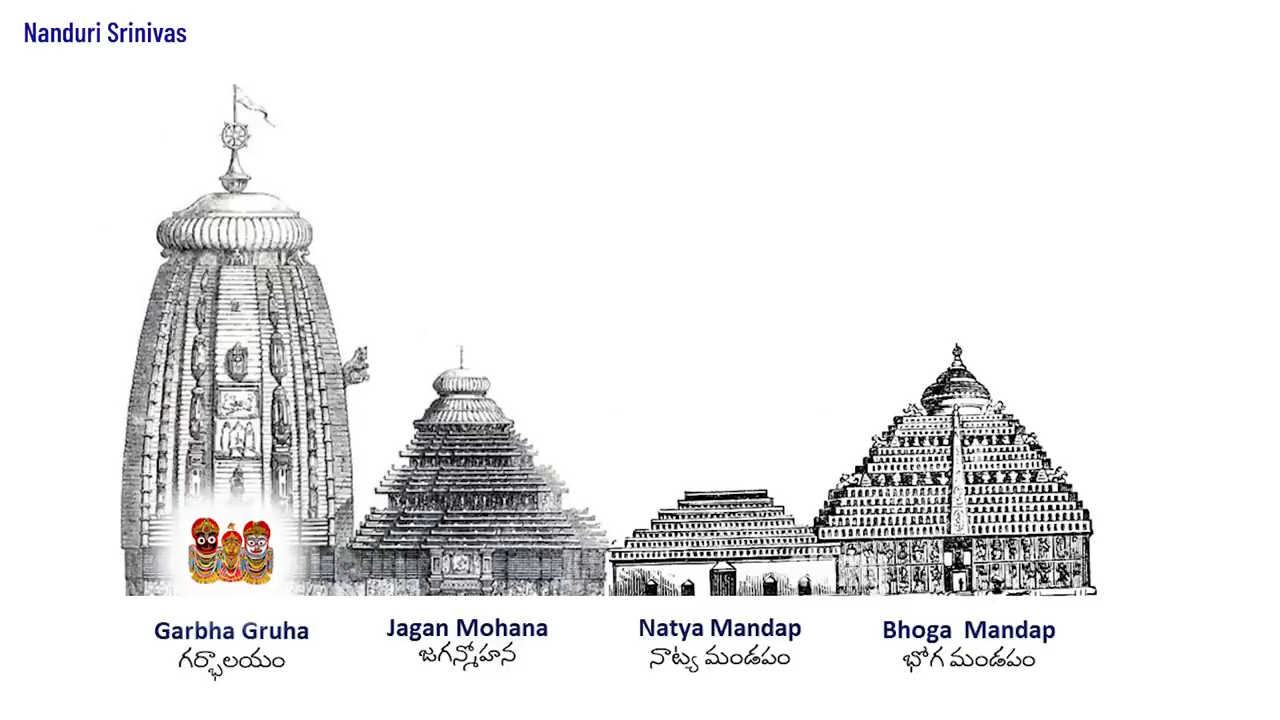 Nanduri Srinivas
Garbha Gruha
గర్భాలయం
Jagan Mohana
జగన్మోహన
Natya Mandap
నాట్య మండపం
Bhoga Mandap
భోగ మండపం